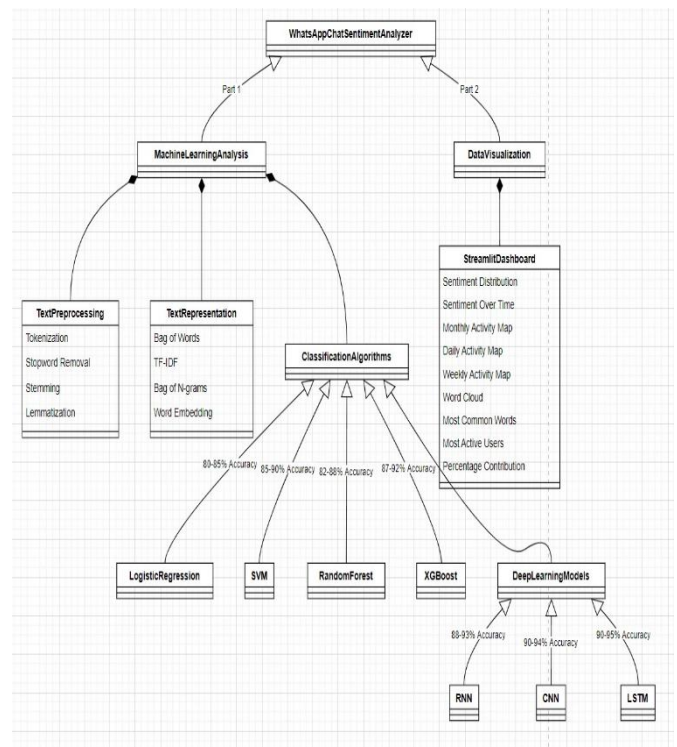 WhatsAppChatSentimentAnalyzer
Part 1
Part 2
MachineLearningAnalysis
DataVisualization
TextPreprocessing
Tokenization
Stopword Removal
Stemming
Lemmatization
TextRepresentation
Bag of Words
TF-IDF
Bag of N-grams
Word Embedding
StreamlitDashboard
Sentiment Distribution
Sentiment Over Time
Monthly Activity Map
Daily Activity Map
Weekly Activity Map
Word Cloud
Most Common Words
Most Active Users
Percentage Contribution
ClassificationAlgorithms
80-85% Accuracy
85-90% Accuracy
82-88% Accuracy
87-92% Accuracy
LogisticRegression
SVM
RandomForest
XGBoost
DeepLearningModels
88-93% Accuracy
90-94% Accuracy
90-95% Accuracy
RNN
CNN
LSTM